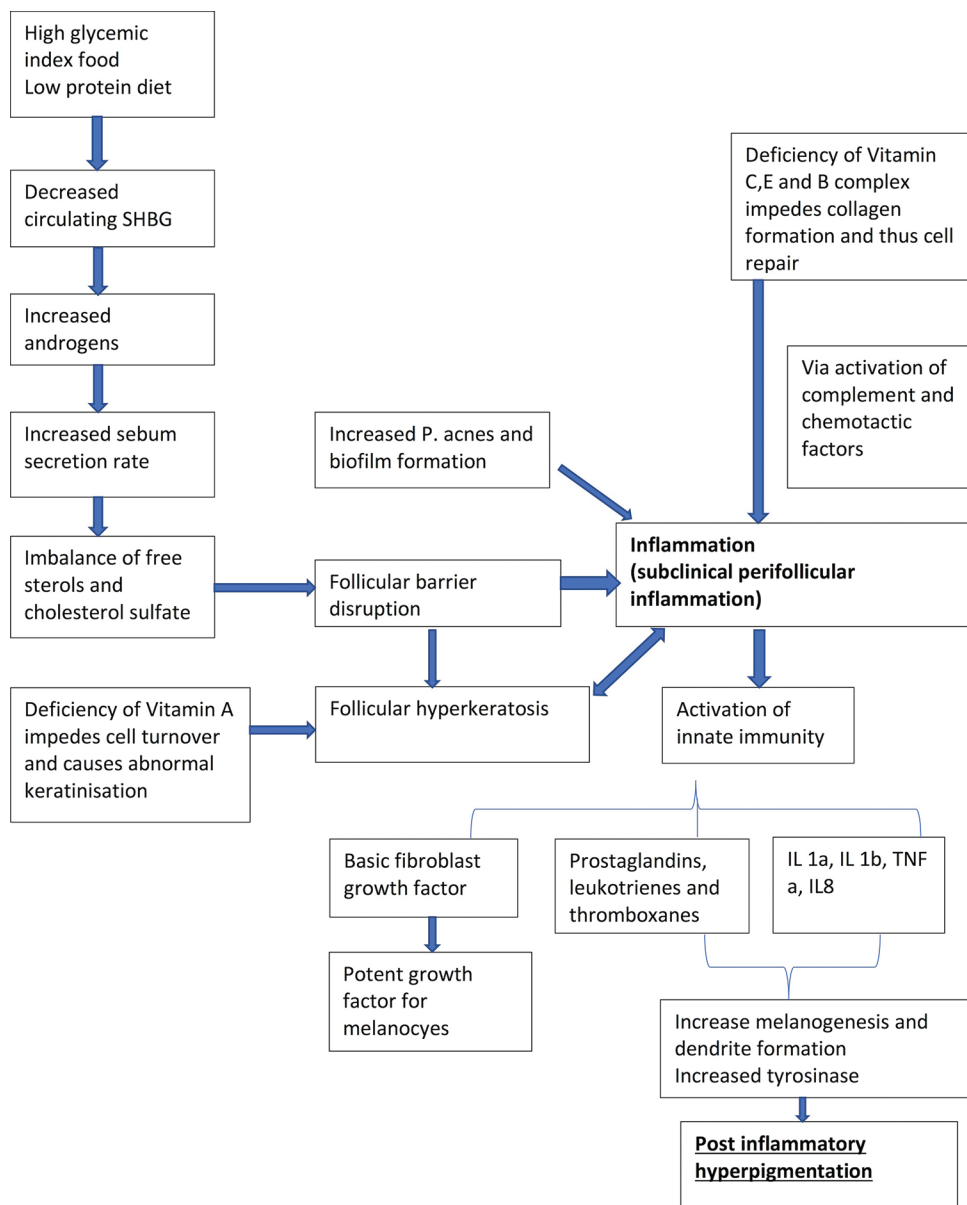 High glycemic
index food
Low protein diet
Decreased
circulating SHBG
Increased
androgens
Increased sebum
secretion rate
Imbalance of free
sterols and
cholesterol sulfate
Deficiency of Vitamin A
impedes cell turnover
and causes abnormal
keratinisation
Increased P. acnes and
biofilm formation
Follicular barrier
disruption
Follicular hyperkeratosis
Deficiency of Vitamin
C,E and B complex
impedes collagen
formation and thus cell
repair
Via activation of
complement and
chemotactic
factors
Inflammation
(subclinical perifollicular
inflammation)
Activation of
innate immunity
Basic fibroblast
growth factor
Potent growth
factor for
melanocyes
Prostaglandins,
leukotrienes and
thromboxanes
IL 1a, IL 1b, TNF
a, IL8
Increase melanogenesis and
dendrite formation
Increased tyrosinase
Post inflammatory
hyperpigmentation